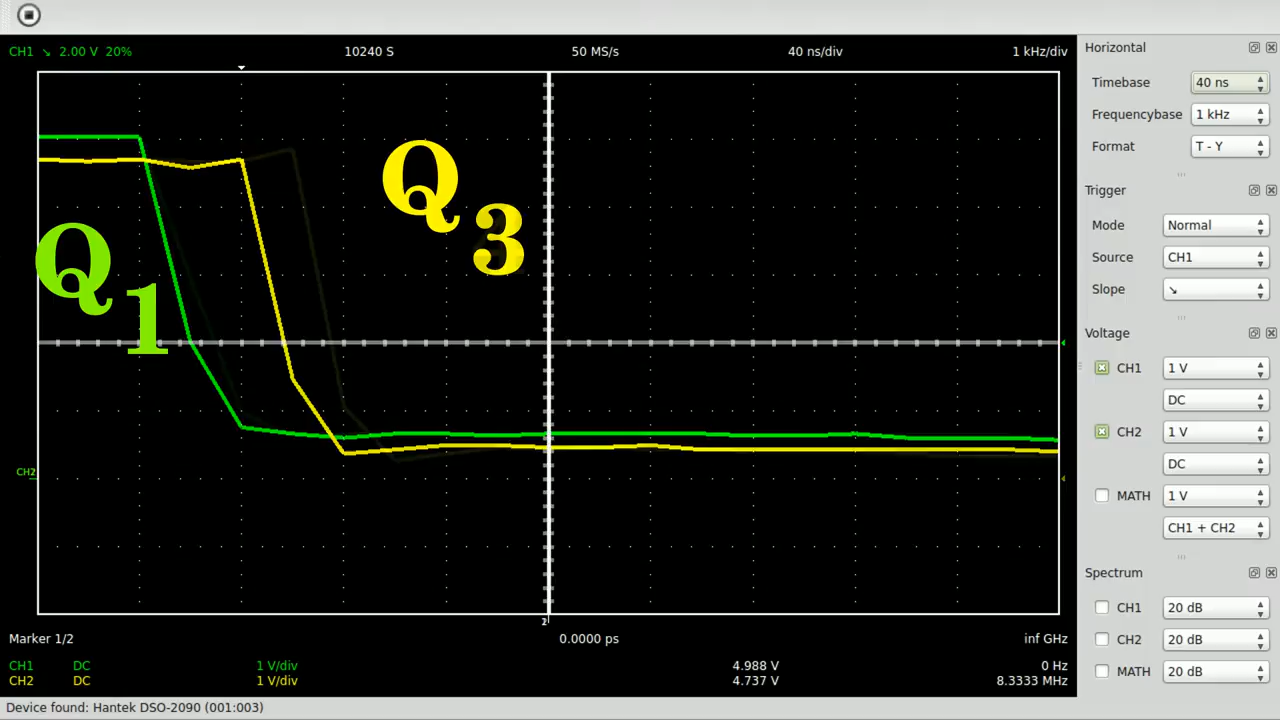 CH1 ↘ 2.00 V 20%
10240 S
50 MS/s
40 ns/div
1 kHz/div
Q1
Q3
CH2
Marker 1/2
0.0000 ps
inf GHz
CH1 DC 1 V/div 4.988 V 0 Hz
CH2 DC 1 V/div 4.737 V 8.3333 MHz
Device found: Hantek DSO-2090 (001:003)
Horizontal
Timebase 40 ns
Frequencybase 1 kHz
Format T - Y
Trigger
Mode Normal
Source CH1
Slope ↘
Voltage
CH1 1 V
DC
CH2 1 V
DC
MATH 1 V
CH1 + CH2
Spectrum
CH1 20 dB
CH2 20 dB
MATH 20 dB